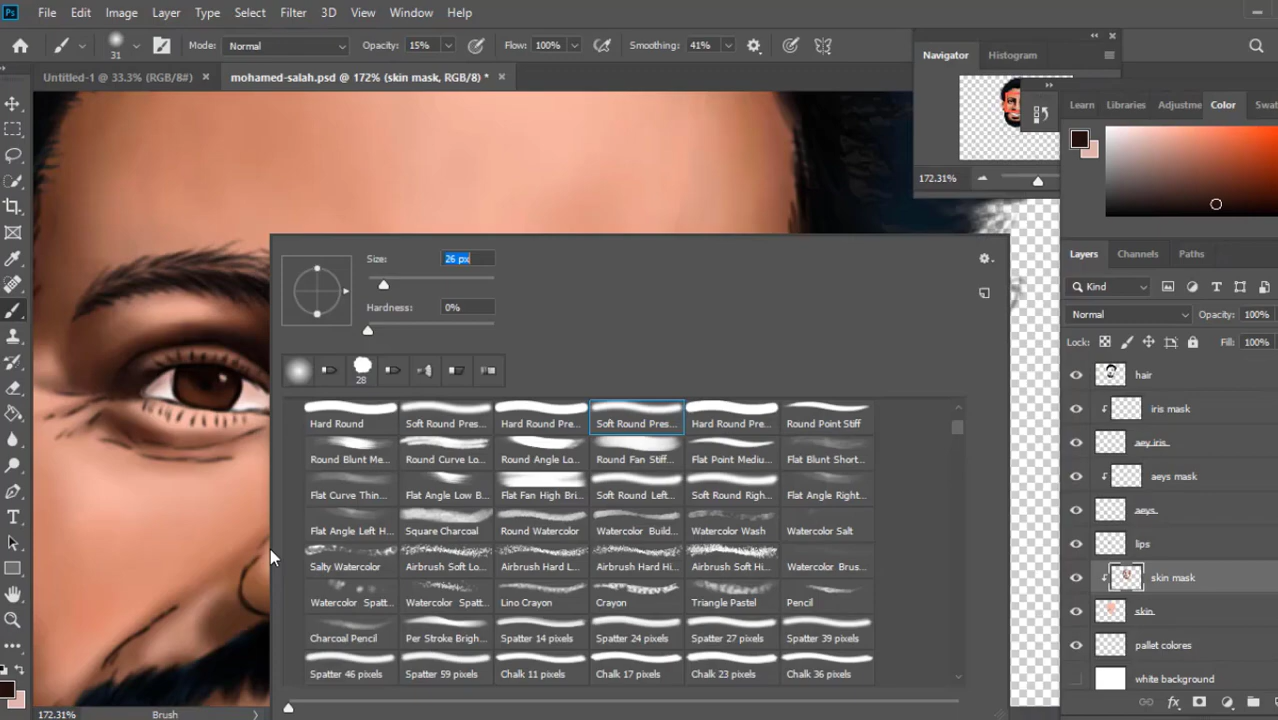 Ps File Edit Image Layer Type Select Filter 3D View Window Help
31 Mode: Normal Opacity: 15% Flow: 100% Smoothing: 41%
Untitled-1 @ 33.3% (RGB/8#) × mohamed-salah.psd @ 172% (skin mask, RGB/8) * ×
Navigator Histogram
172.31%
Learn Libraries Adjustme Color Swat
Size: 26 px
Hardness: 0%
28
Hard Round Soft Round Pres... Hard Round Pre... Soft Round Pres... Hard Round Pre... Round Point Stiff
Round Blunt Me... Round Curve Lo... Round Angle Lo... Round Fan Stiff... Flat Point Mediu... Flat Blunt Short...
Flat Curve Thin... Flat Angle Low B... Flat Fan High Bri... Soft Round Left... Soft Round Righ... Flat Angle Right...
Flat Angle Left H... Square Charcoal Round Watercolor Watercolor Build... Watercolor Wash Watercolor Salt
Salty Watercolor Airbrush Soft Lo... Airbrush Hard L... Airbrush Hard Hi... Airbrush Soft Hi... Watercolor Brus...
Watercolor Spatt... Watercolor Spatt... Lino Crayon Crayon Triangle Pastel Pencil
Charcoal Pencil Per Stroke Brigh... Spatter 14 pixels Spatter 24 pixels Spatter 27 pixels Spatter 39 pixels
Spatter 46 pixels Spatter 59 pixels Chalk 11 pixels Chalk 17 pixels Chalk 23 pixels Chalk 36 pixels
Layers Channels Paths
Kind
Normal Opacity: 100%
Lock: Fill: 100%
hair
iris mask
aey iris
aeys mask
aeys
lips
skin mask
skin
pallet colores
white background
fx
172.31% Brush